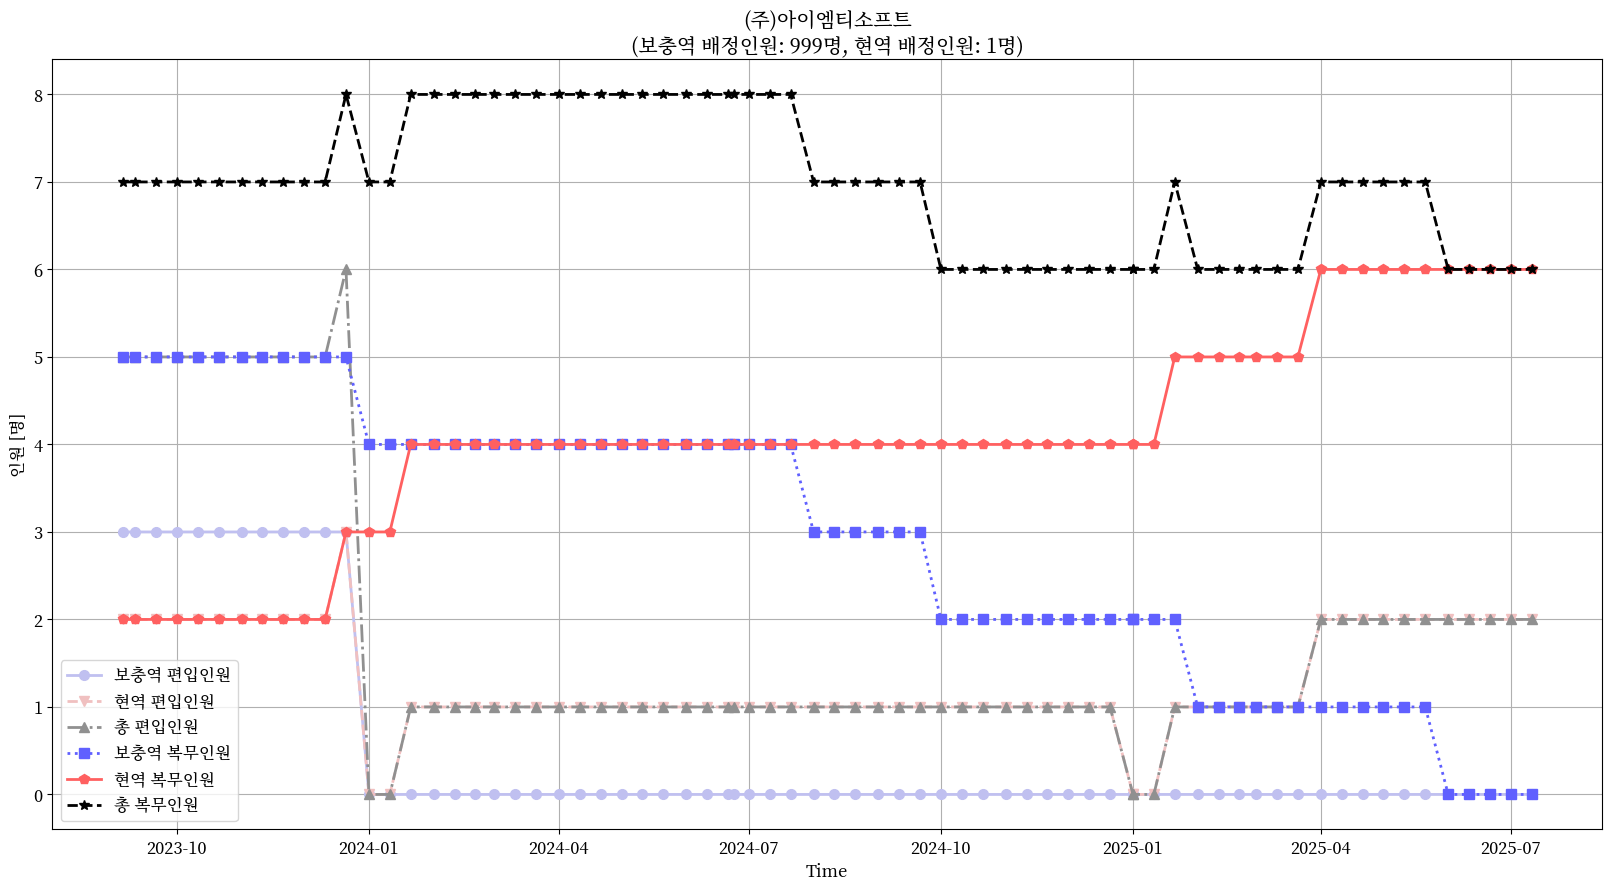 (주)아이엠티소프트
(보충역 배정인원: 999명, 현역 배정인원: 1명)
인원 [명]
8
7
6
5
4
3
2
1
0
보충역 편입인원
현역 편입인원
총 편입인원
보충역 복무인원
현역 복무인원
총 복무인원
2023-10
2024-01
2024-04
2024-07
2024-10
2025-01
2025-04
2025-07
Time